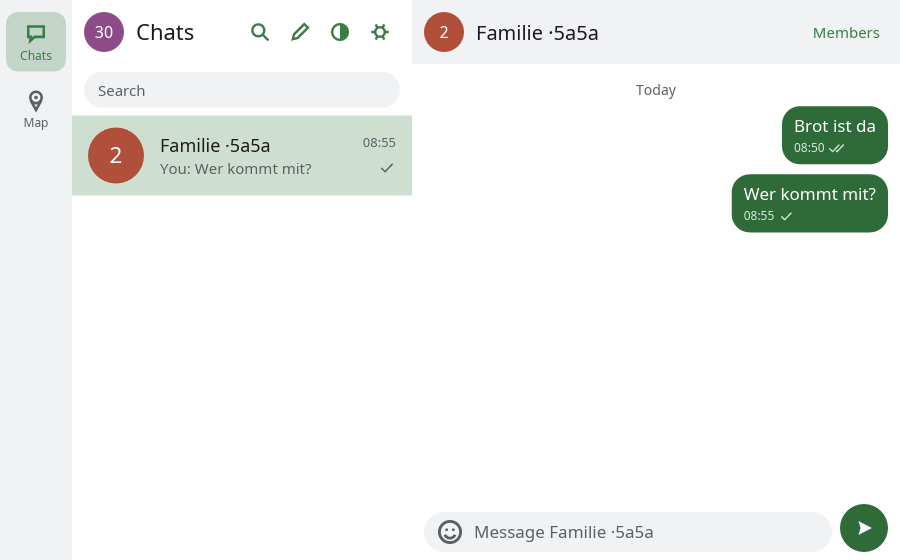 Chats
Map
30
Chats
Search
2
Familie ·5a5a
08:55
You: Wer kommt mit?
2
Familie ·5a5a
Members
Today
Brot ist da
08:50
Wer kommt mit?
08:55
Message Familie ·5a5a